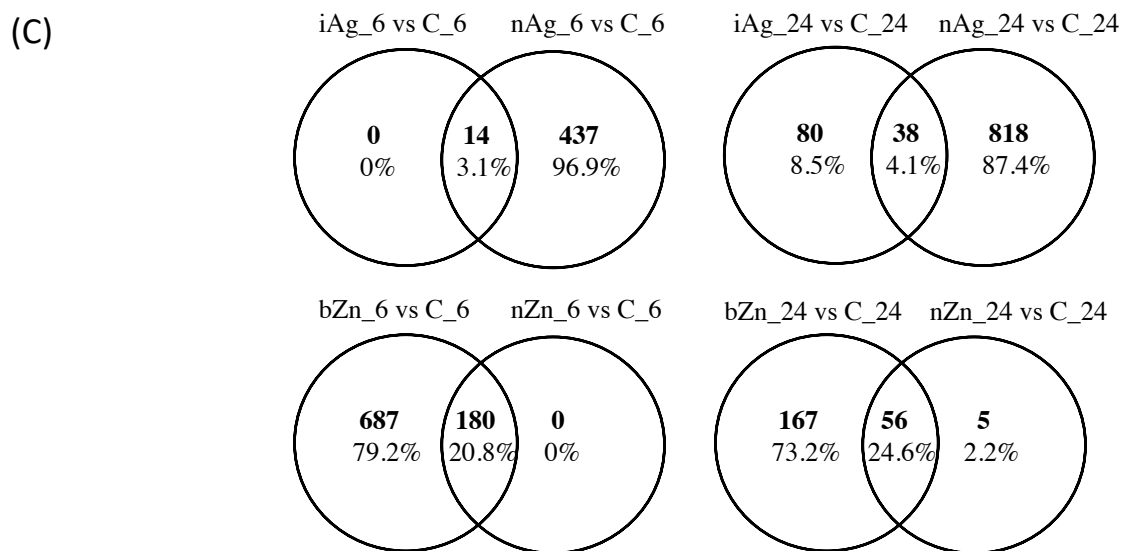 (C)
iAg_6 vs C_6 nAg_6 vs C_6 iAg_24 vs C_24 nAg_24 vs C_24
0 14 437 80 38 818
0% 3.1% 96.9% 8.5% 4.1% 87.4%
bZn_6 vs C_6 nZn_6 vs C_6 bZn_24 vs C_24 nZn_24 vs C_24
687 180 0 167 56 5
79.2% 20.8% 0% 73.2% 24.6% 2.2%